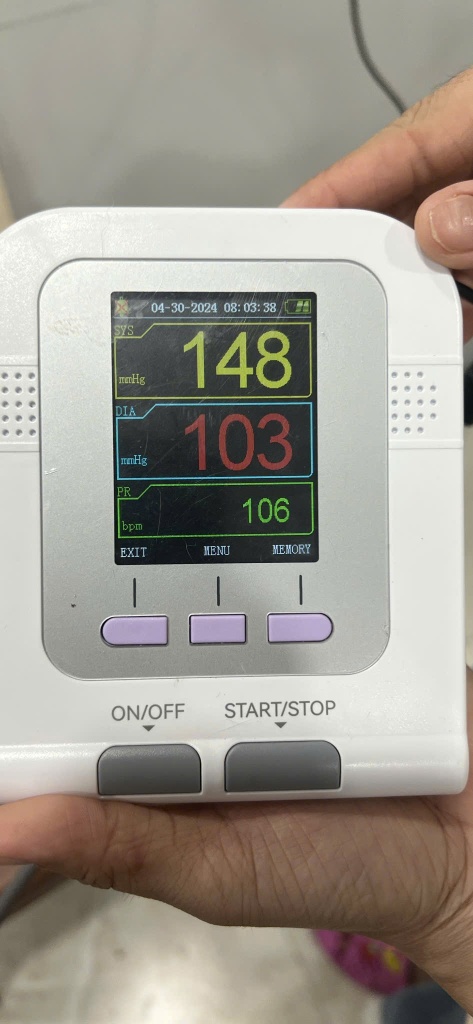 04-30-2024 08:03:38
SYS
mmHg 148
DIA
mmHg 103
PR
bpm 106
EXIT MENU MEMORY
ON/OFF START/STOP